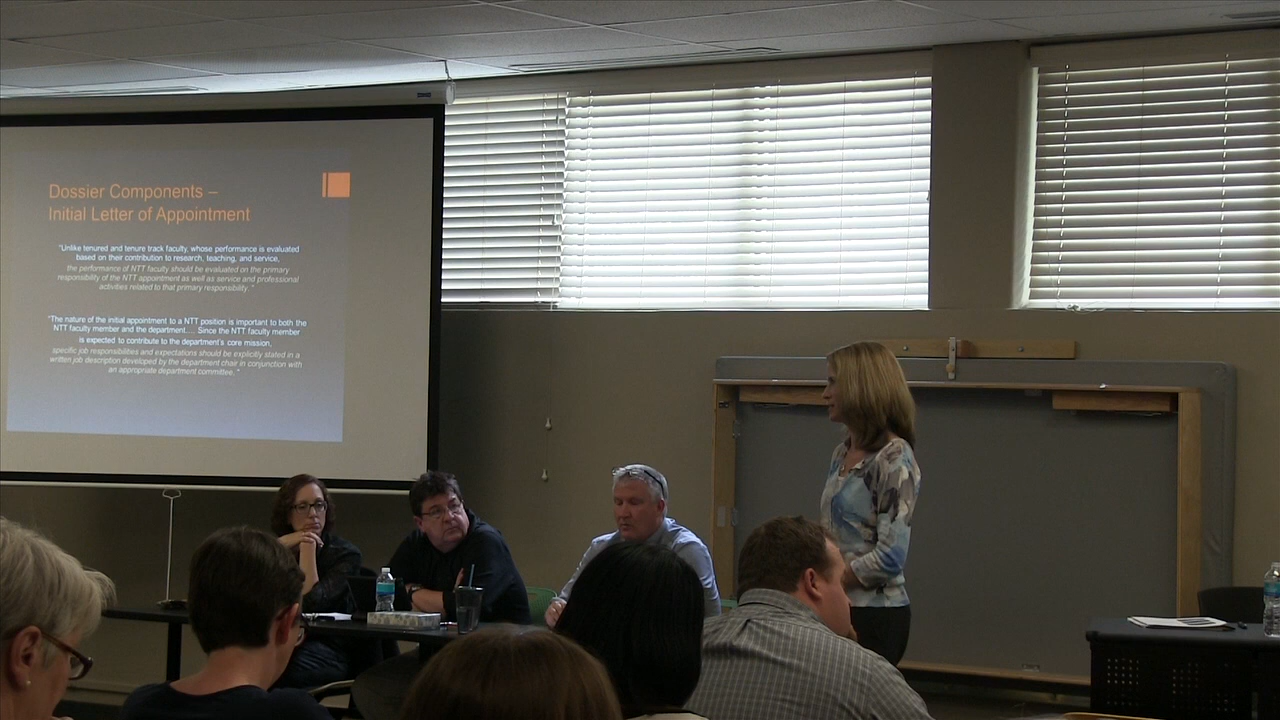 Dossier Components –
Initial Letter of Appointment
"Unlike tenured and tenure track faculty, whose performance is evaluated
based on their contribution to research, teaching, and service,
the performance of NTT faculty should be evaluated on the primary
responsibility of the NTT appointment as well as service and professional
activities related to that primary responsibility."
"The nature of the initial appointment to a NTT position is important to both the
NTT faculty member and the department..... Since the NTT faculty member
is expected to contribute to the department's core mission,
specific job responsibilities and expectations should be explicitly stated in a
written job description developed by the department chair in conjunction with
an appropriate department committee."